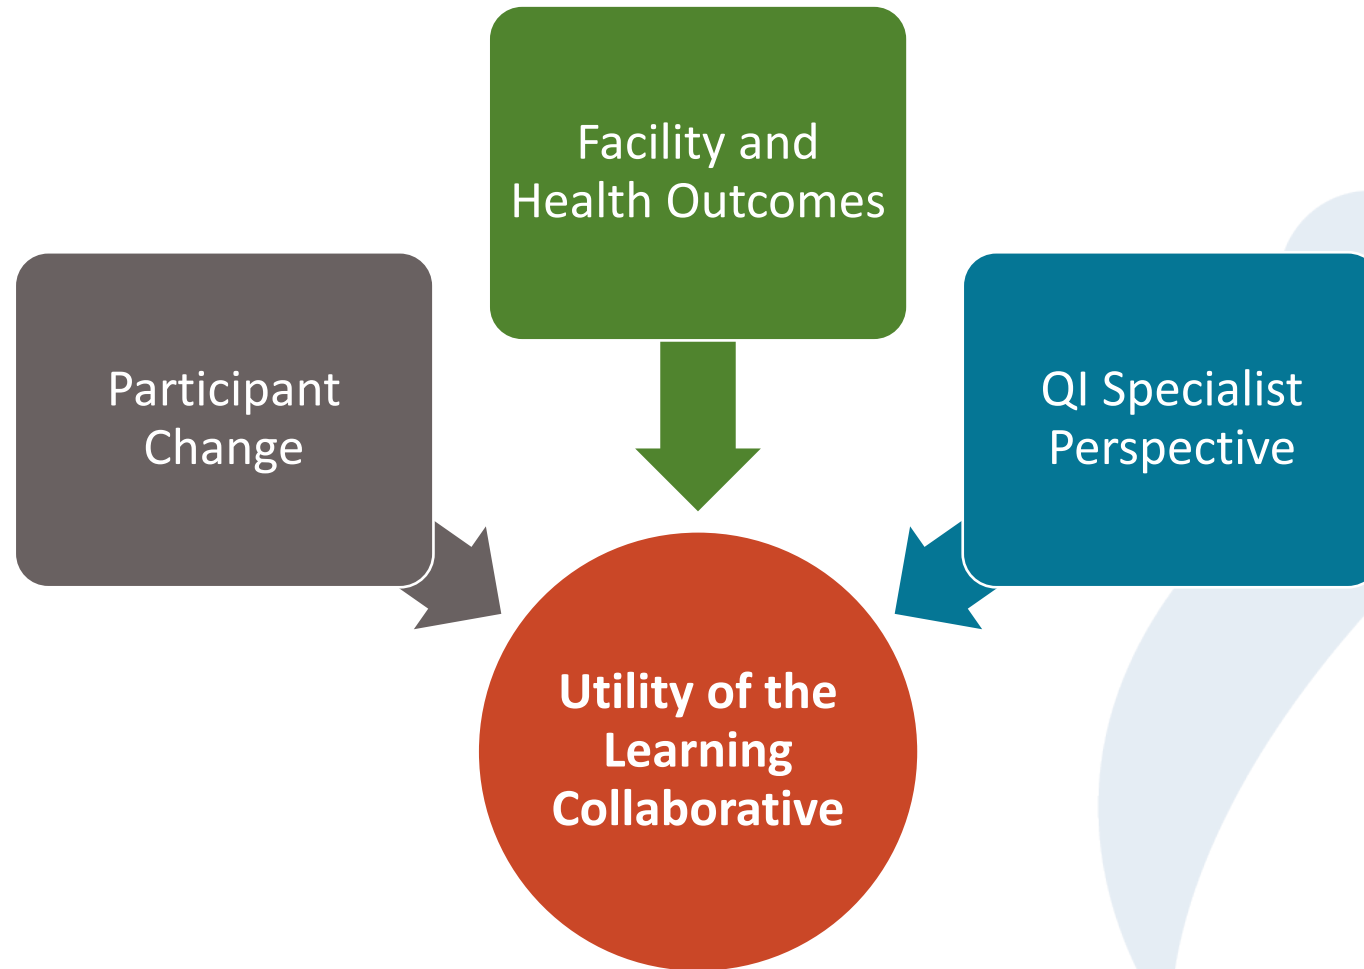 Facility and
Health Outcomes
Participant
Change
QI Specialist
Perspective
Utility of the
Learning
Collaborative